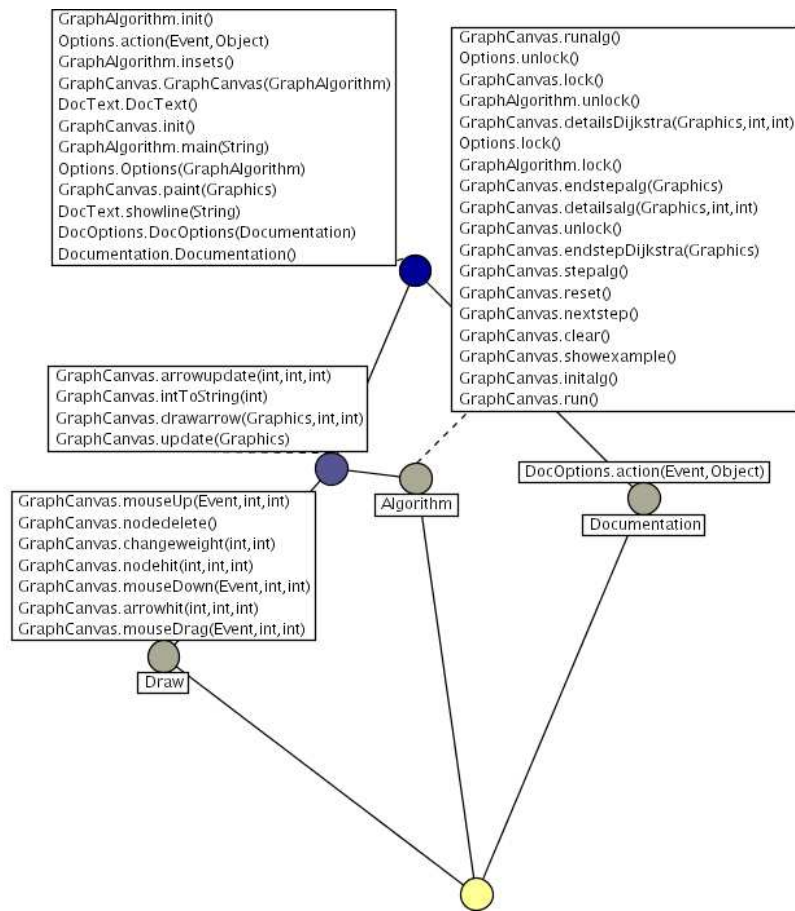 GraphAlgorithm.init()
Options.action(Event,Object)
GraphAlgorithm.insets()
GraphCanvas.GraphCanvas(GraphAlgorithm)
DocText.DocText()
GraphCanvas.init()
GraphAlgorithm.main(String)
Options.Options(GraphAlgorithm)
GraphCanvas.paint(Graphics)
DocText.showline(String)
DocOptions.DocOptions(Documentation)
Documentation.Documentation()
GraphCanvas.runalg()
Options.unlock()
GraphCanvas.lock()
GraphAlgorithm.unlock()
GraphCanvas.detailsDijkstra(Graphics,int,int)
Options.lock()
GraphAlgorithm.lock()
GraphCanvas.endstepalg(Graphics)
GraphCanvas.detailsalg(Graphics,int,int)
GraphCanvas.unlock()
GraphCanvas.endstepDijkstra(Graphics)
GraphCanvas.stepalg()
GraphCanvas.reset()
GraphCanvas.nextstep()
GraphCanvas.clear()
GraphCanvas.showexample()
GraphCanvas.initalg()
GraphCanvas.run()
GraphCanvas.arrowupdate(int,int,int)
GraphCanvas.intToString(int)
GraphCanvas.drawarrow(Graphics,int,int)
GraphCanvas.update(Graphics)
DocOptions.action(Event,Object)
Algorithm
Documentation
GraphCanvas.mouseUp(Event,int,int)
GraphCanvas.nodedelete()
GraphCanvas.changeweight(int,int)
GraphCanvas.nodehit(int,int,int)
GraphCanvas.mouseDown(Event,int,int)
GraphCanvas.arrowhit(int,int,int)
GraphCanvas.mouseDrag(Event,int,int)
Draw